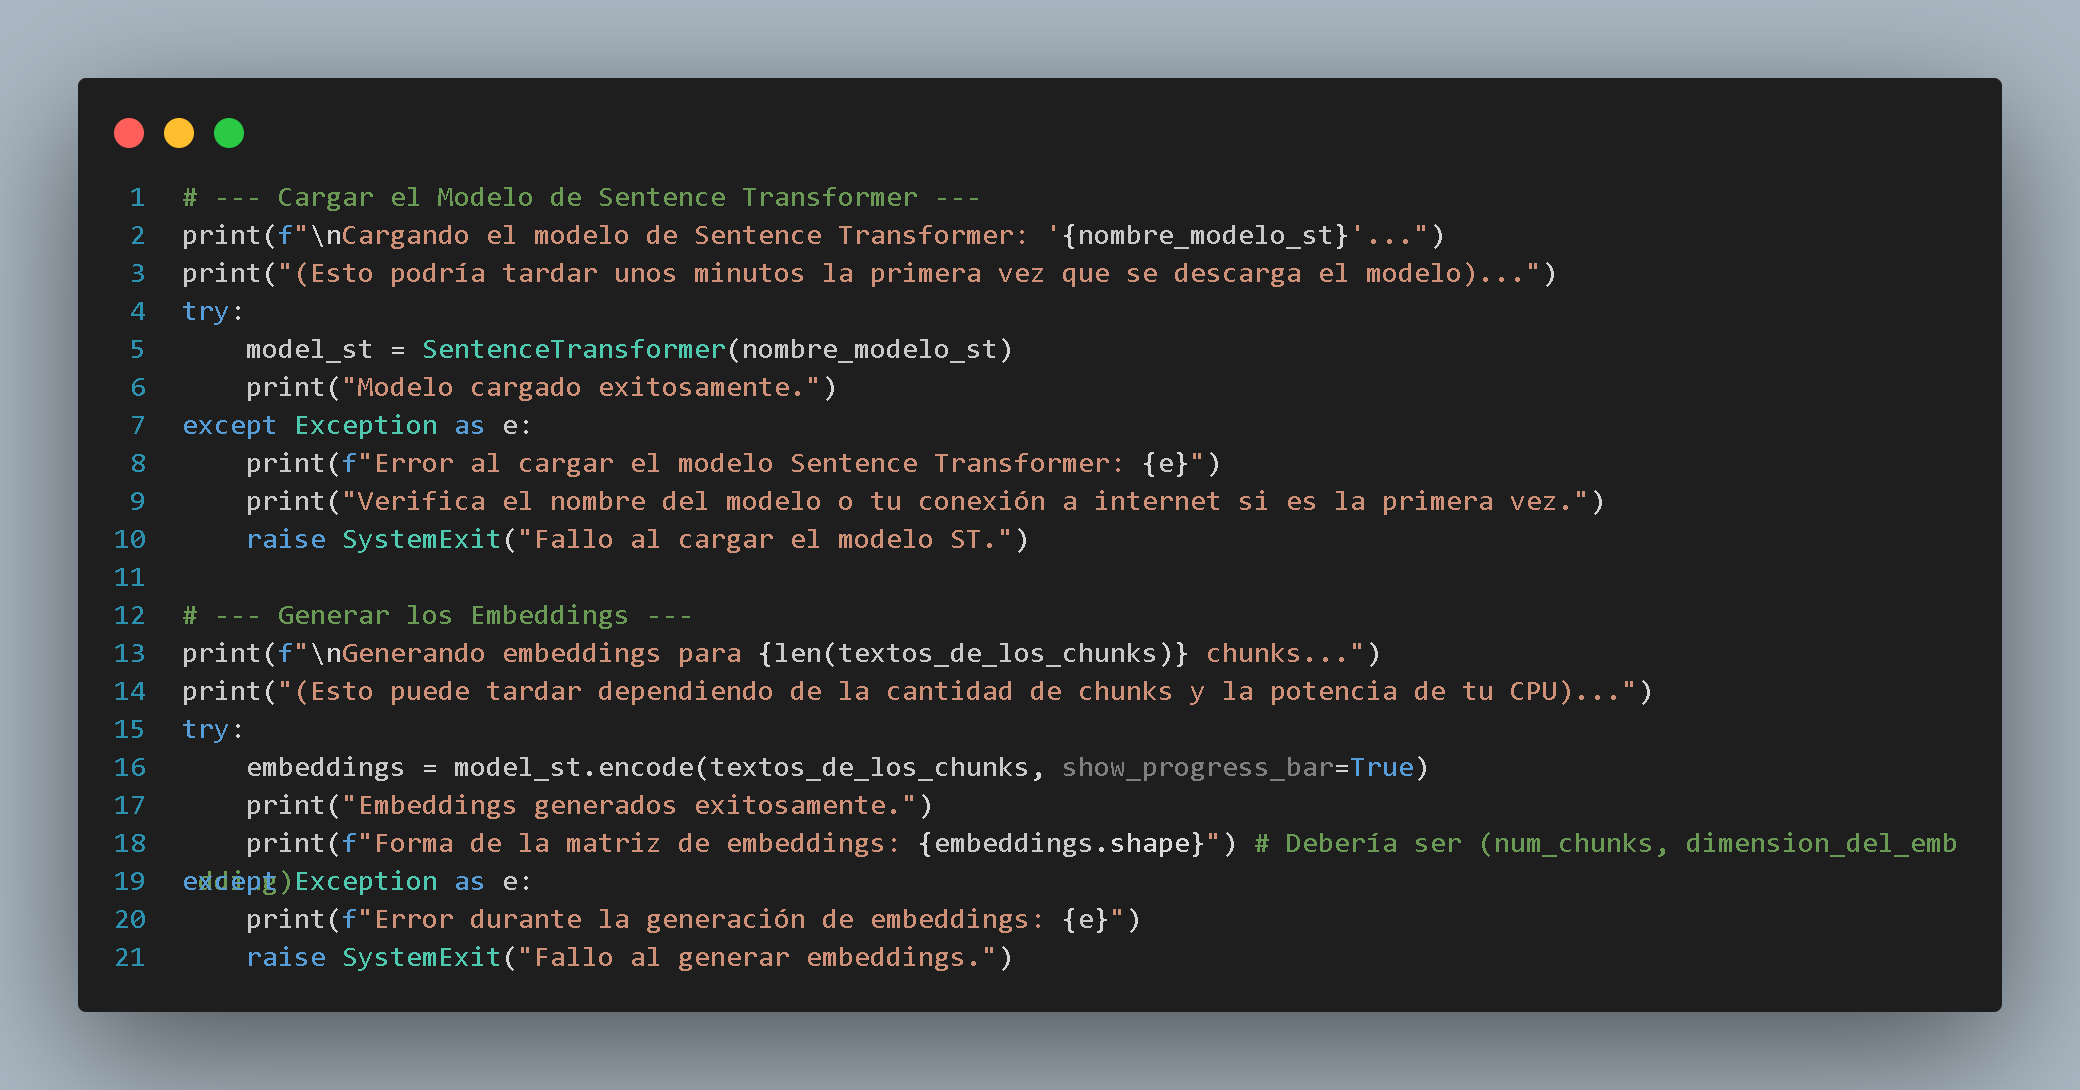 1 # --- Cargar el Modelo de Sentence Transformer ---
2 print(f"\nCargando el modelo de Sentence Transformer: '{nombre_modelo_st}'...")
3 print("(Esto podría tardar unos minutos la primera vez que se descarga el modelo)...")
4 try:
5     model_st = SentenceTransformer(nombre_modelo_st)
6     print("Modelo cargado exitosamente.")
7 except Exception as e:
8     print(f"Error al cargar el modelo Sentence Transformer: {e}")
9     print("Verifica el nombre del modelo o tu conexión a internet si es la primera vez.")
10     raise SystemExit("Fallo al cargar el modelo ST.")
11
12 # --- Generar los Embeddings ---
13 print(f"\nGenerando embeddings para {len(textos_de_los_chunks)} chunks...")
14 print("(Esto puede tardar dependiendo de la cantidad de chunks y la potencia de tu CPU)...")
15 try:
16     embeddings = model_st.encode(textos_de_los_chunks, show_progress_bar=True)
17     print("Embeddings generados exitosamente.")
18     print(f"Forma de la matriz de embeddings: {embeddings.shape}") # Debería ser (num_chunks, dimension_del_emb
edding)
19 except Exception as e:
20     print(f"Error durante la generación de embeddings: {e}")
21     raise SystemExit("Fallo al generar embeddings.")